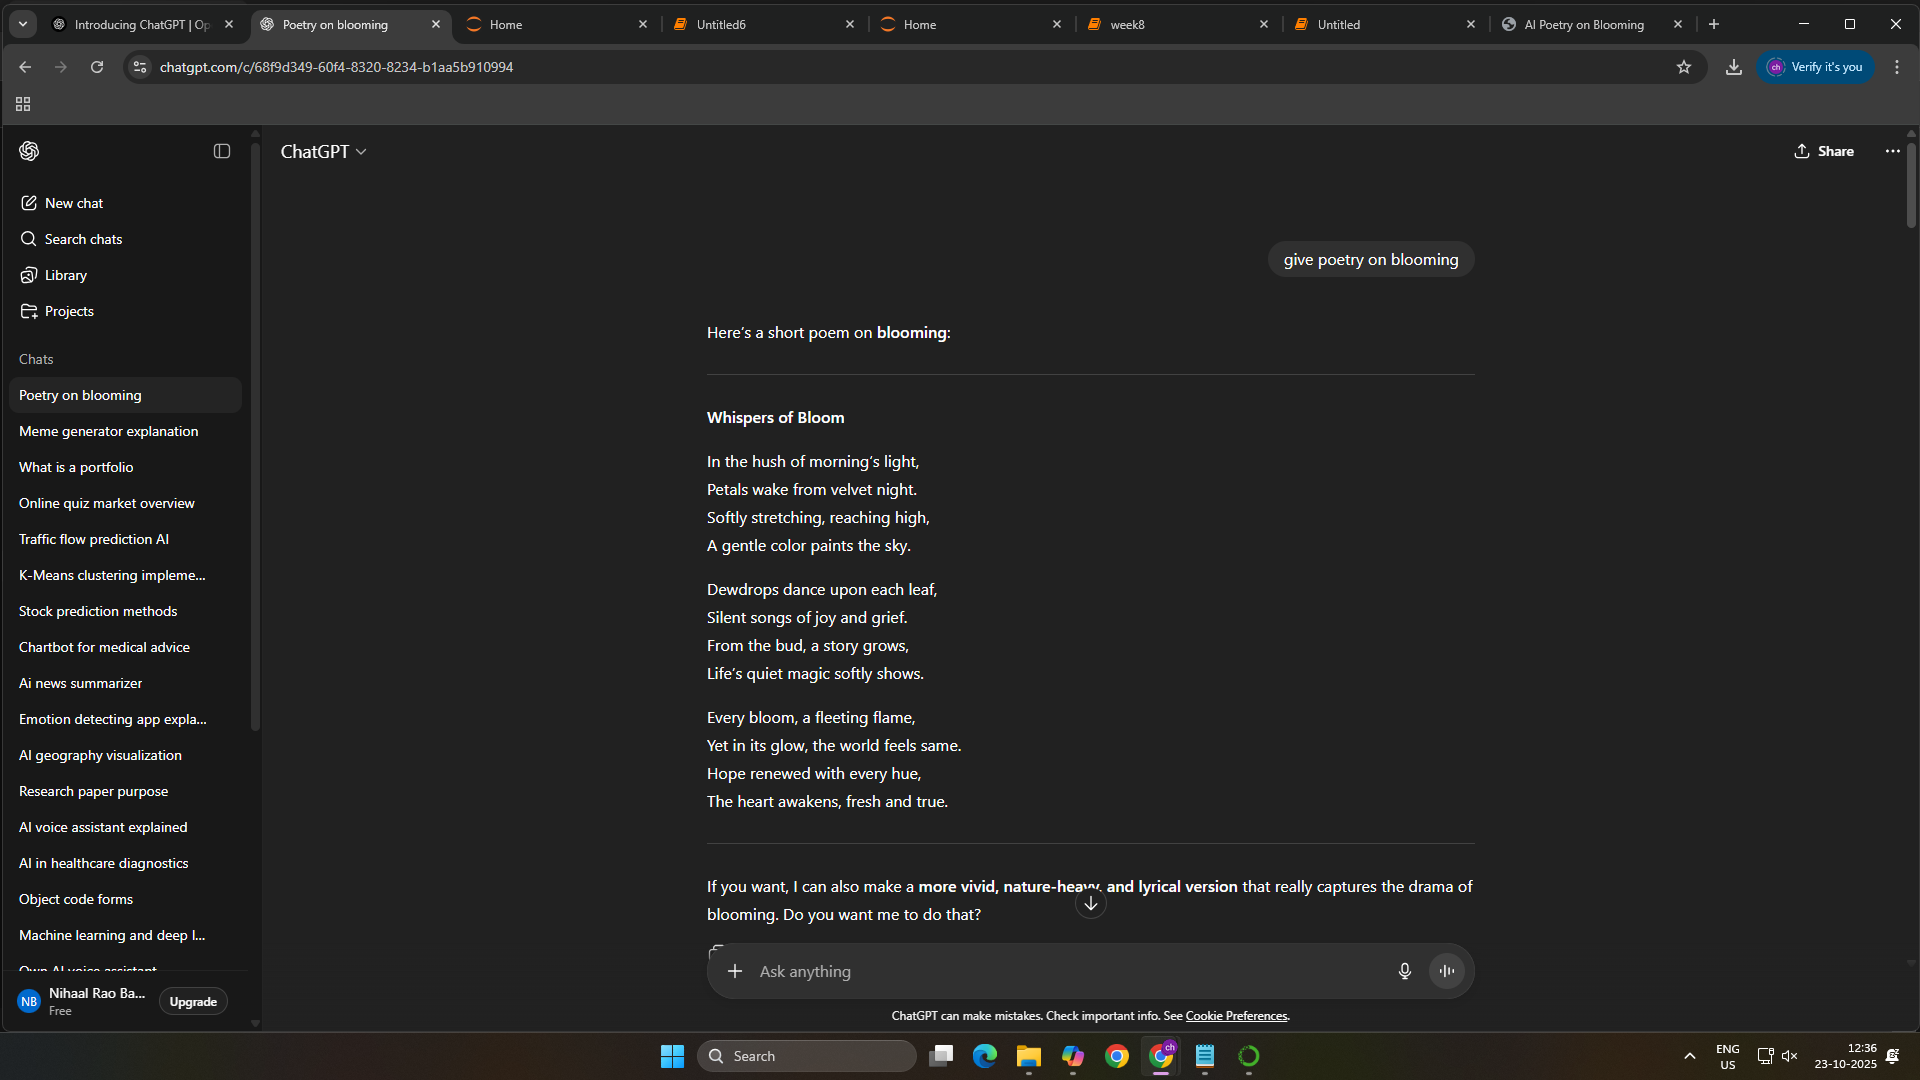 Introducing ChatGPT | Op
Poetry on blooming
Home
Untitled6
Home
week8
Untitled
AI Poetry on Blooming
chatgpt.com/c/68f9d349-60f4-8320-8234-b1aa5b910994
ch
Verify it's you
ChatGPT
Share
New chat
Search chats
Library
Projects
Chats
Poetry on blooming
Meme generator explanation
What is a portfolio
Online quiz market overview
Traffic flow prediction AI
K-Means clustering impleme...
Stock prediction methods
Chartbot for medical advice
Ai news summarizer
Emotion detecting app expla...
AI geography visualization
Research paper purpose
AI voice assistant explained
AI in healthcare diagnostics
Object code forms
Machine learning and deep l...
Own AI voice assistant
NB
Nihaal Rao Ba...
Free
Upgrade
give poetry on blooming
Here's a short poem on blooming:
Whispers of Bloom
In the hush of morning's light,
Petals wake from velvet night.
Softly stretching, reaching high,
A gentle color paints the sky.
Dewdrops dance upon each leaf,
Silent songs of joy and grief.
From the bud, a story grows,
Life's quiet magic softly shows.
Every bloom, a fleeting flame,
Yet in its glow, the world feels same.
Hope renewed with every hue,
The heart awakens, fresh and true.
If you want, I can also make a more vivid, nature-heavy, and lyrical version that really captures the drama of
blooming. Do you want me to do that?
Ask anything
ChatGPT can make mistakes. Check important info. See Cookie Preferences.
Search
ch
ENG
US
12:36
23-10-2025